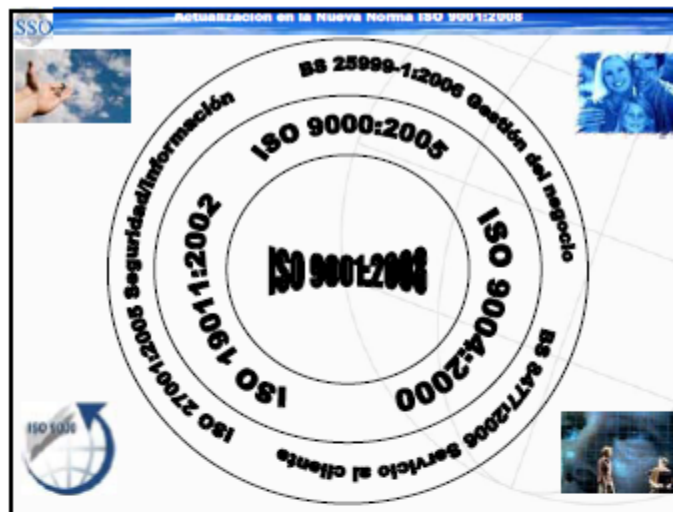 SSO
Actualización en la Nueva Norma ISO 9001:2008
BS 25999-1:2006 Gestión del negocio
ISO 27001:2005 Seguridad/Información
BS 8477:2006 Servicio al cliente
ISO 9000:2005
ISO 19011:2002
ISO 9004:2000
ISO 9001:2008